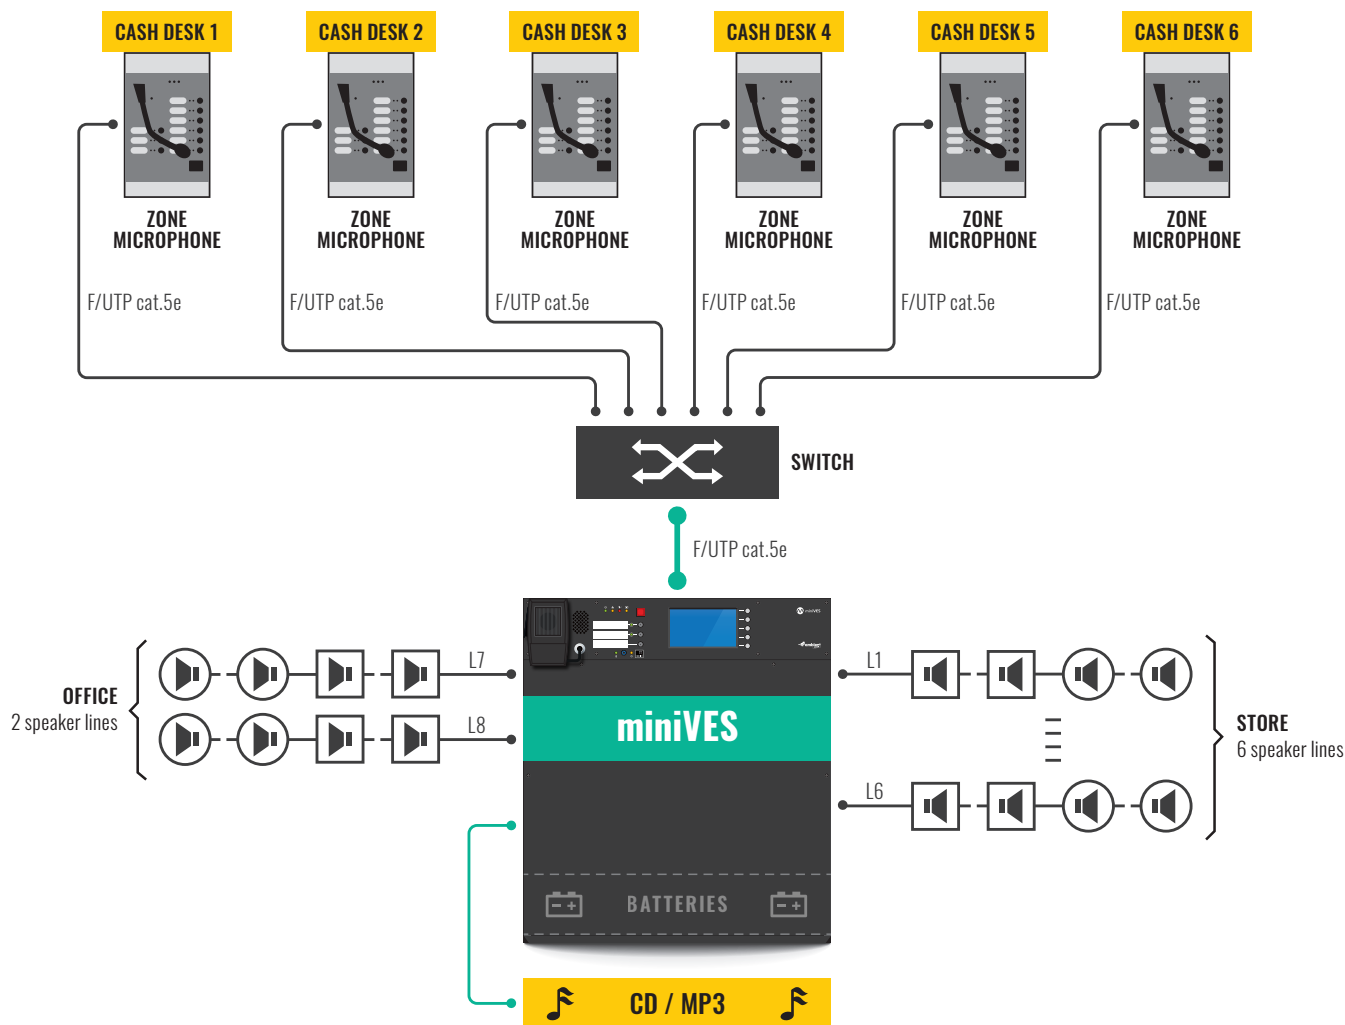 CASH DESK 1
CASH DESK 2
CASH DESK 3
CASH DESK 4
CASH DESK 5
CASH DESK 6
ZONE
MICROPHONE
ZONE
MICROPHONE
ZONE
MICROPHONE
ZONE
MICROPHONE
ZONE
MICROPHONE
ZONE
MICROPHONE
F/UTP cat.5e
F/UTP cat.5e
F/UTP cat.5e
F/UTP cat.5e
F/UTP cat.5e
F/UTP cat.5e
SWITCH
F/UTP cat.5e
miniVES
OFFICE
2 speaker lines
L7
L8
miniVES
L1
L6
STORE
6 speaker lines
BATTERIES
CD / MP3